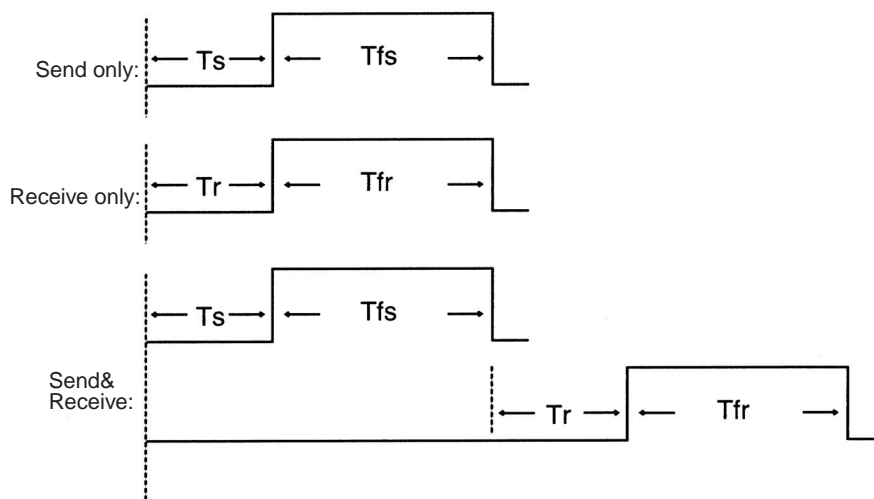 Send only:
Ts
Tfs
Receive only:
Tr
Tfr
Ts
Tfs
Send&
Receive:
Tr
Tfr